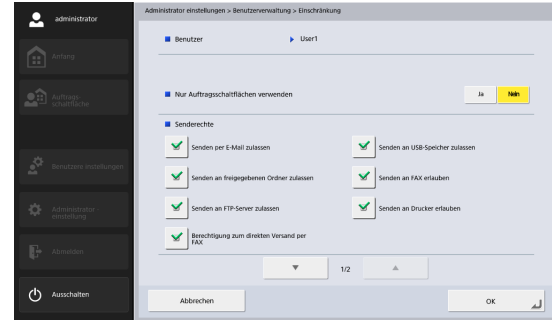 administrator
Anfang
Auftrags-
schaltfläche
Benutzere instellungen
Administrator
einstellung
Abmelden
Ausschalten
Administrator einstellungen > Benutzerverwaltung > Einschränkung
Benutzer
User1
Nur Auftragsschaltflächen verwenden
Ja
Nein
Senderechte
Senden per E-Mail zulassen
Senden an USB-Speicher zulassen
Senden an freigegebenen Ordner zulassen
Senden an FAX erlauben
Senden an FTP-Server zulassen
Senden an Drucker erlauben
Berechtigung zum direkten Versand per
FAX
1/2
Abbrechen
OK